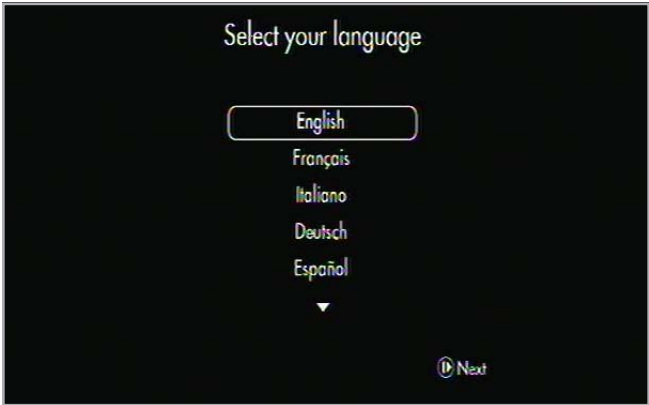 Select your language
English
Français
Italiano
Deutsch
Español
Next